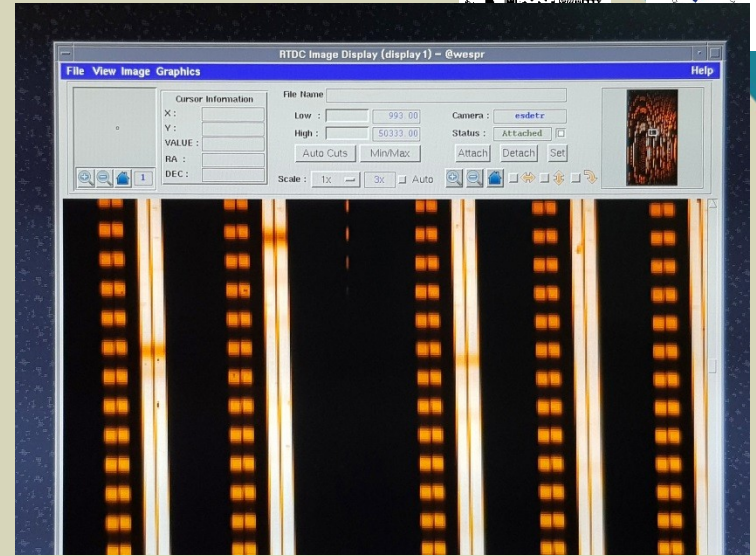 RTDC Image Display (display1) - @wespr
File View Image Graphics Help
Cursor Information
X :
Y :
VALUE :
RA :
DEC :
1
File Name
Low : 993.00
High : 50333.00
Auto Cuts Min/Max
Scale : 1x 3x Auto
Camera : esdetr
Status : Attached
Attach Detach Set